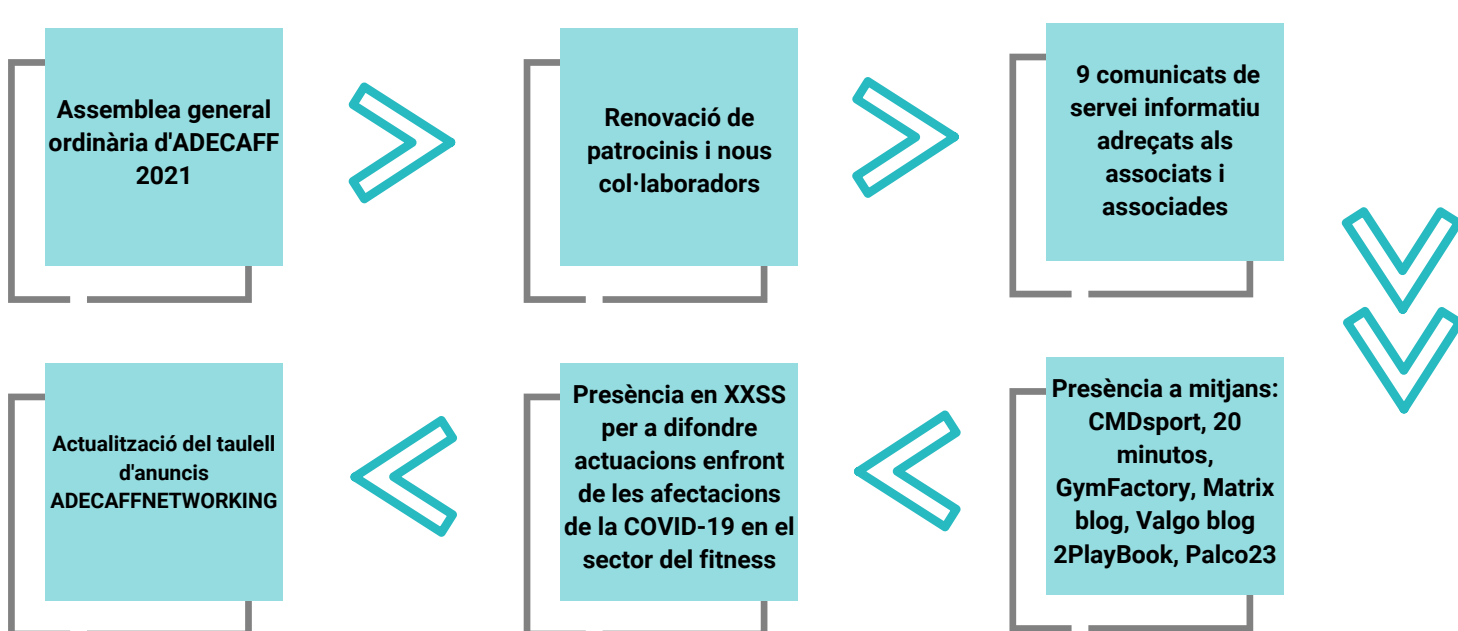 Assemblea general
ordinària d'ADECAFF
2021
Renovació de
patrocinis i nous
col·laboradors
9 comunicats de
servei informatiu
adreçats als
associats i
associades
Presència a mitjans:
CMDsport, 20
minutos,
GymFactory, Matrix
blog, Valgo blog
2PlayBook, Palco23
Presència en XXSS
per a difondre
actuacions enfront
de les afectacions
de la COVID-19 en el
sector del fitness
Actualització del taulell
d'anuncis
ADECAFFNETWORKING